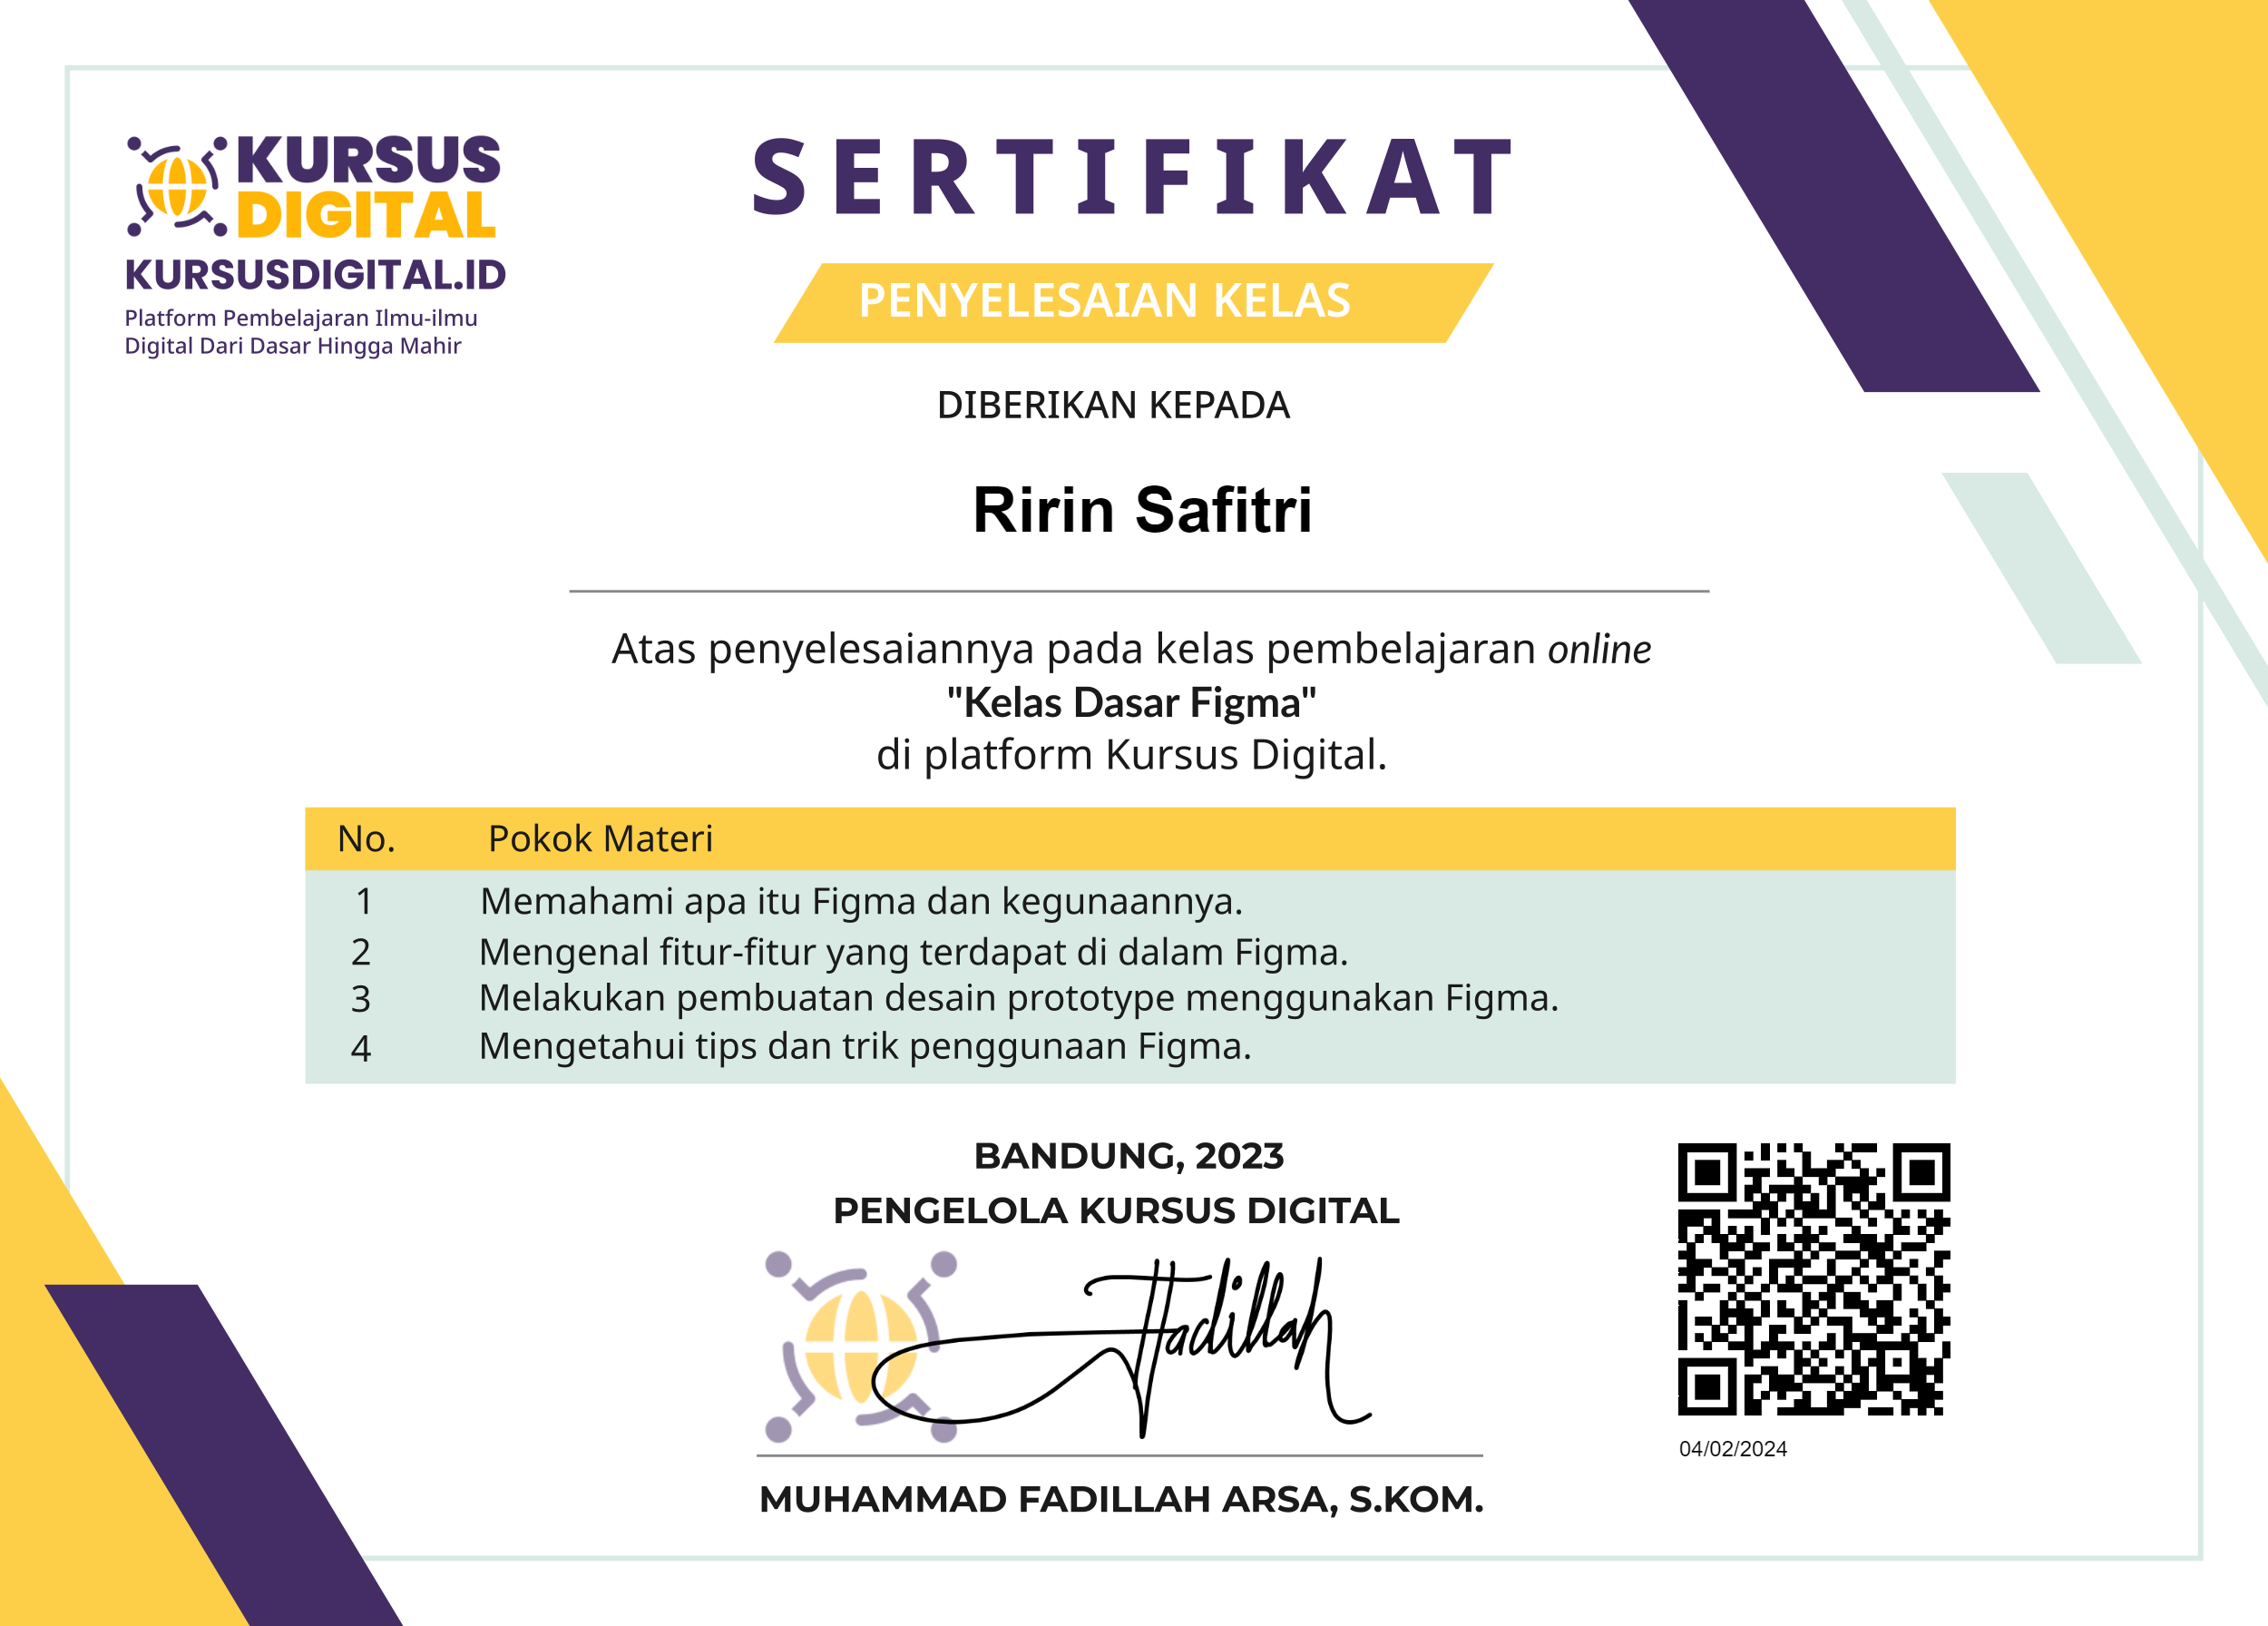 KURSUS
DIGITAL
KURSUSDIGITAL.ID
Platform Pembelajaran Ilmu-ilmu
Digital Dari Dasar Hingga Mahir
SERTIFIKAT
PENYELESAIAN KELAS
DIBERIKAN KEPADA
Ririn Safitri
Atas penyelesaiannya pada kelas pembelajaran online
"Kelas Dasar Figma"
di platform Kursus Digital.
No. Pokok Materi
1 Memahami apa itu Figma dan kegunaannya.
2 Mengenal fitur-fitur yang terdapat di dalam Figma.
3 Melakukan pembuatan desain prototype menggunakan Figma.
4 Mengetahui tips dan trik penggunaan Figma.
BANDUNG, 2023
PENGELOLA KURSUS DIGITAL
Fadillah
MUHAMMAD FADILLAH ARSA, S.KOM.
04/02/2024